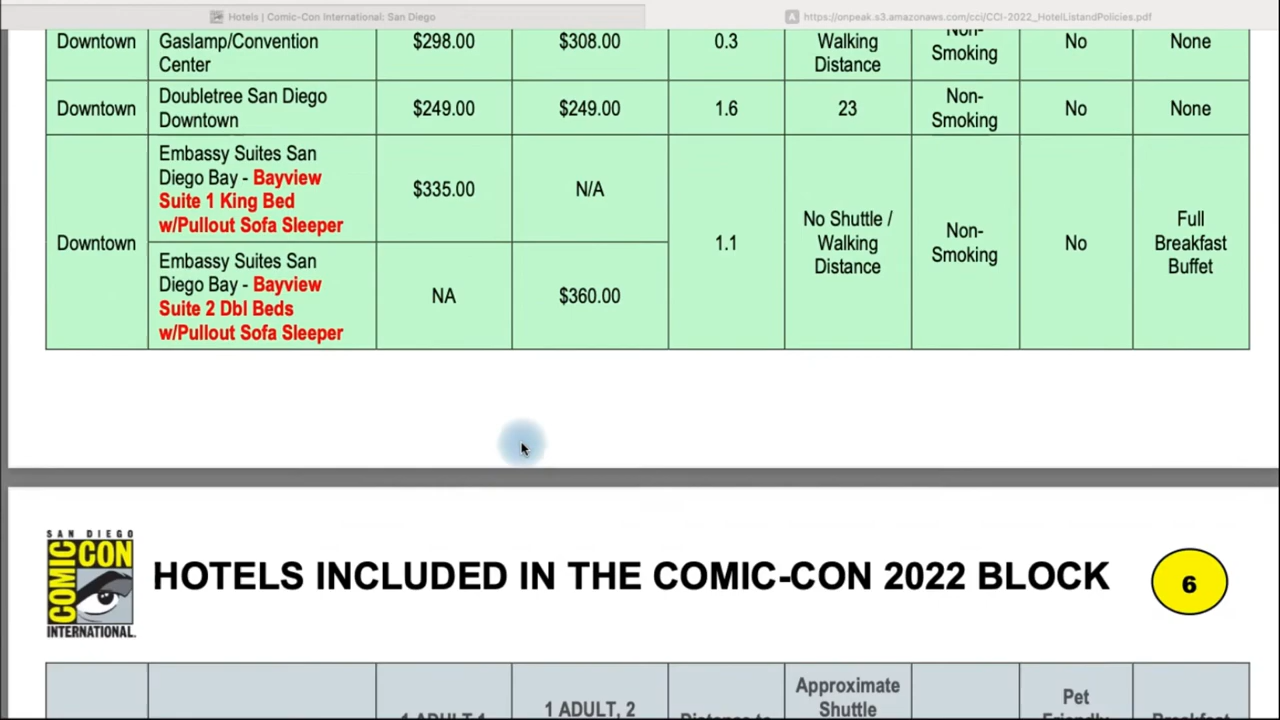 Hotels | Comic-Con International: San Diego
https://onpeak.s3.amazonaws.com/cci/CCI-2022_HotelListandPolicies.pdf
Downtown
Gaslamp/Convention
Center
$298.00
$308.00
0.3
Walking
Distance
Non-
Smoking
No
None
Doubletree San Diego
Downtown
Downtown
$249.00
$249.00
1.6
23
Non-
Smoking
No
None
Downtown
Embassy Suites San
Diego Bay - Bayview
Suite 1 King Bed
w/Pullout Sofa Sleeper
$335.00
N/A
Embassy Suites San
Diego Bay - Bayview
Suite 2 Dbl Beds
w/Pullout Sofa Sleeper
NA
$360.00
1.1
No Shuttle /
Walking
Distance
Non-
Smoking
No
Full
Breakfast
Buffet
SAN DIEGO
COMIC CON
INTERNATIONAL.
HOTELS INCLUDED IN THE COMIC-CON 2022 BLOCK
6
1 ADULT, 2
Distance to
Approximate
Shuttle
Pet
Friendly
Breakfast